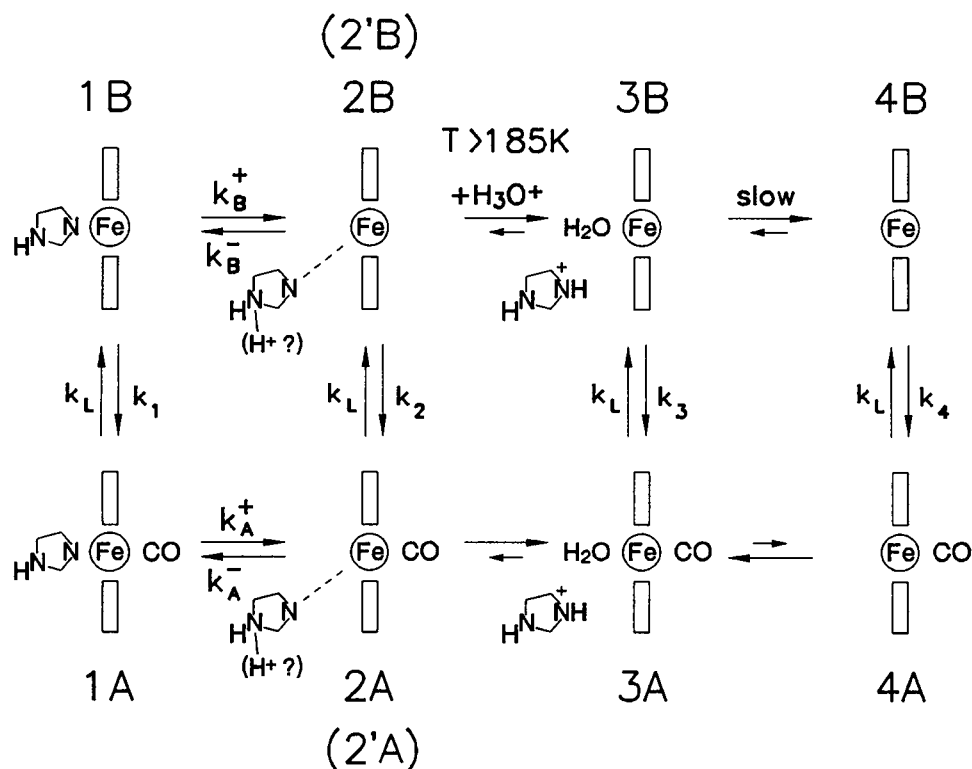 (2'B)
1B 2B 3B 4B
T>185K
k_B^+ +H₃O⁺ slow
N Fe Fe H₂O Fe Fe
HN k_B^- N + NH
HN HN
(H⁺ ?)
k_L k_1 k_L k_2 k_L k_3 k_L k_4
k_A^+
N Fe CO Fe CO H₂O Fe CO Fe CO
HN k_A^- N + NH
HN HN
(H⁺ ?)
1A 2A 3A 4A
(2'A)